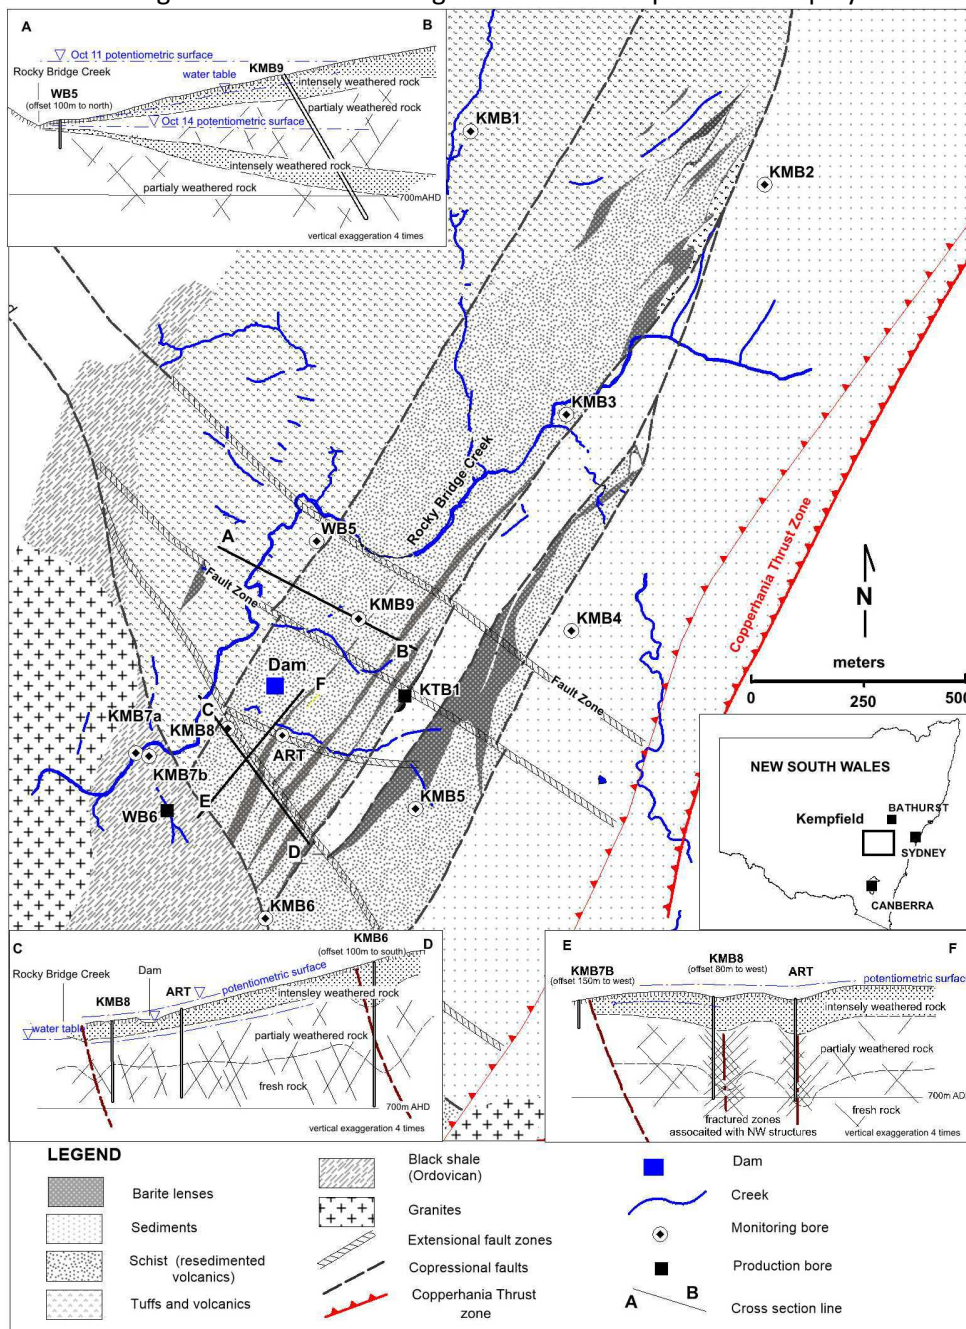 A
B
Oct 11 potentiometric surface
Rocky Bridge Creek
water table
KMB9
intensely weathered rock
WB5
(offset 100m to north)
partialy weathered rock
Oct 14 potentiometric surface
intensely weathered rock
partialy weathered rock
700mAHD
vertical exaggeration 4 times
KMB1
KMB2
KMB3
Rocky Bridge Creek
WB5
A
Fault Zone
KMB9
B
KMB4
Copperhania Thrust Zone
N
meters
0
250
500
Dam
F
KTB1
Fault Zone
C
KMB7a
KMB8
ART
KMB7b
E
WB6
KMB5
D
KMB6
NEW SOUTH WALES
Kempfield
BATHURST
SYDNEY
CANBERRA
C
D
KMB6
(offset 100m to south)
Rocky Bridge Creek
Dam
potentiometric surface
ART
KMB8
intensley weathered rock
water table
partially weathered rock
fresh rock
700m AHD
vertical exaggeration 4 times
E
F
KMB8
(offset 80m to west)
ART
KMB7B
(offset 150m to west)
potentiometric surface
intensely weathered rock
partialy weathered rock
700m AD
fresh rock
fractured zones
assocaited with NW structures
vertical exaggeration 4 times
LEGEND
Barite lenses
Sediments
Schist (resedimented
volcanics)
Tuffs and volcanics
Black shale
(Ordovican)
Granites
Extensional fault zones
Copressional faults
Copperhania Thrust
zone
Dam
Creek
Monitoring bore
Production bore
A
B
Cross section line